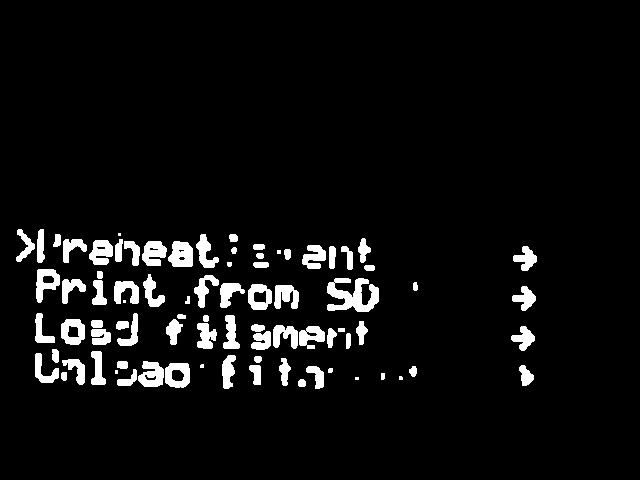 >Preheat
Print from SD →
Load filament →
Unload